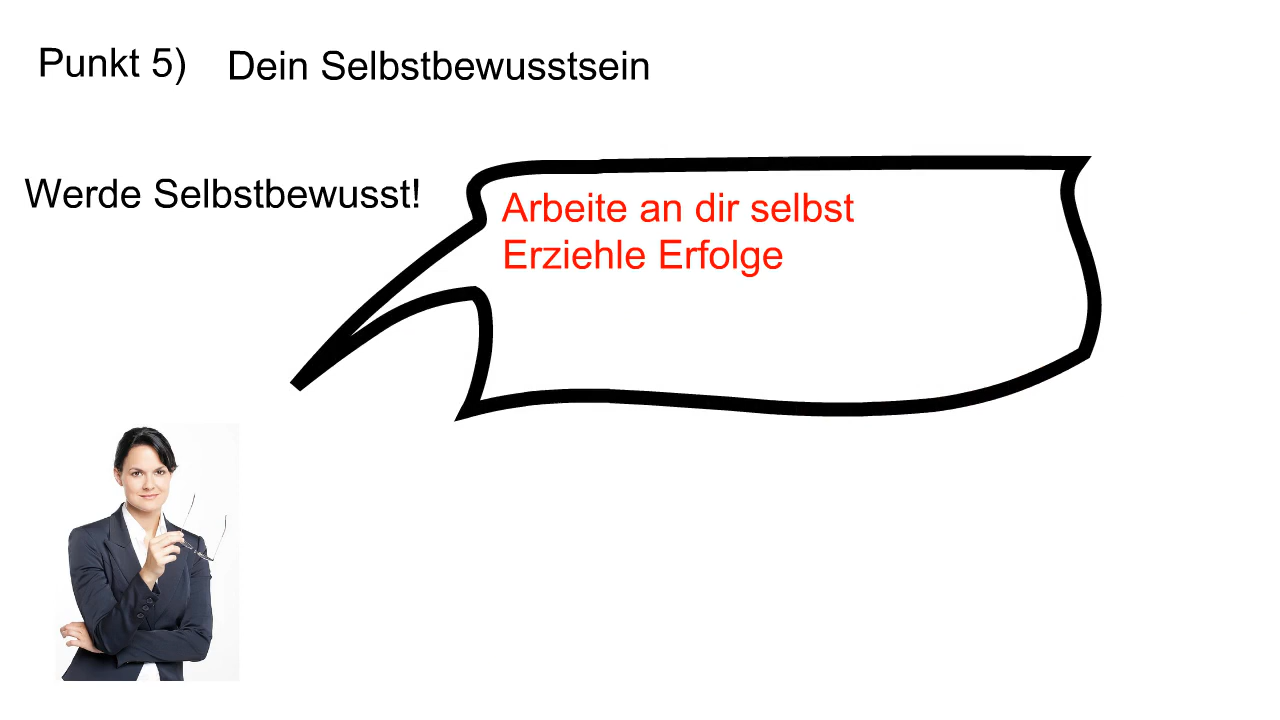 Punkt 5) Dein Selbstbewusstsein
Werde Selbstbewusst!
Arbeite an dir selbst
Erziehle Erfolge